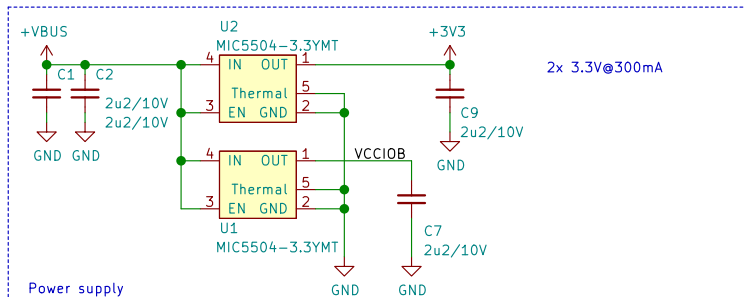 U2
+VBUS
MIC5504-3.3YMT
+3V3
4 IN OUT 1
C1 C2
2x 3.3V@300mA
Thermal 5
2u2/10V
3 EN GND 2
C9
2u2/10V
2u2/10V
GND GND
4 IN OUT 1
VCCIOB
GND
Thermal 5
3 EN GND 2
U1
C7
MIC5504-3.3YMT
2u2/10V
Power supply
GND
GND